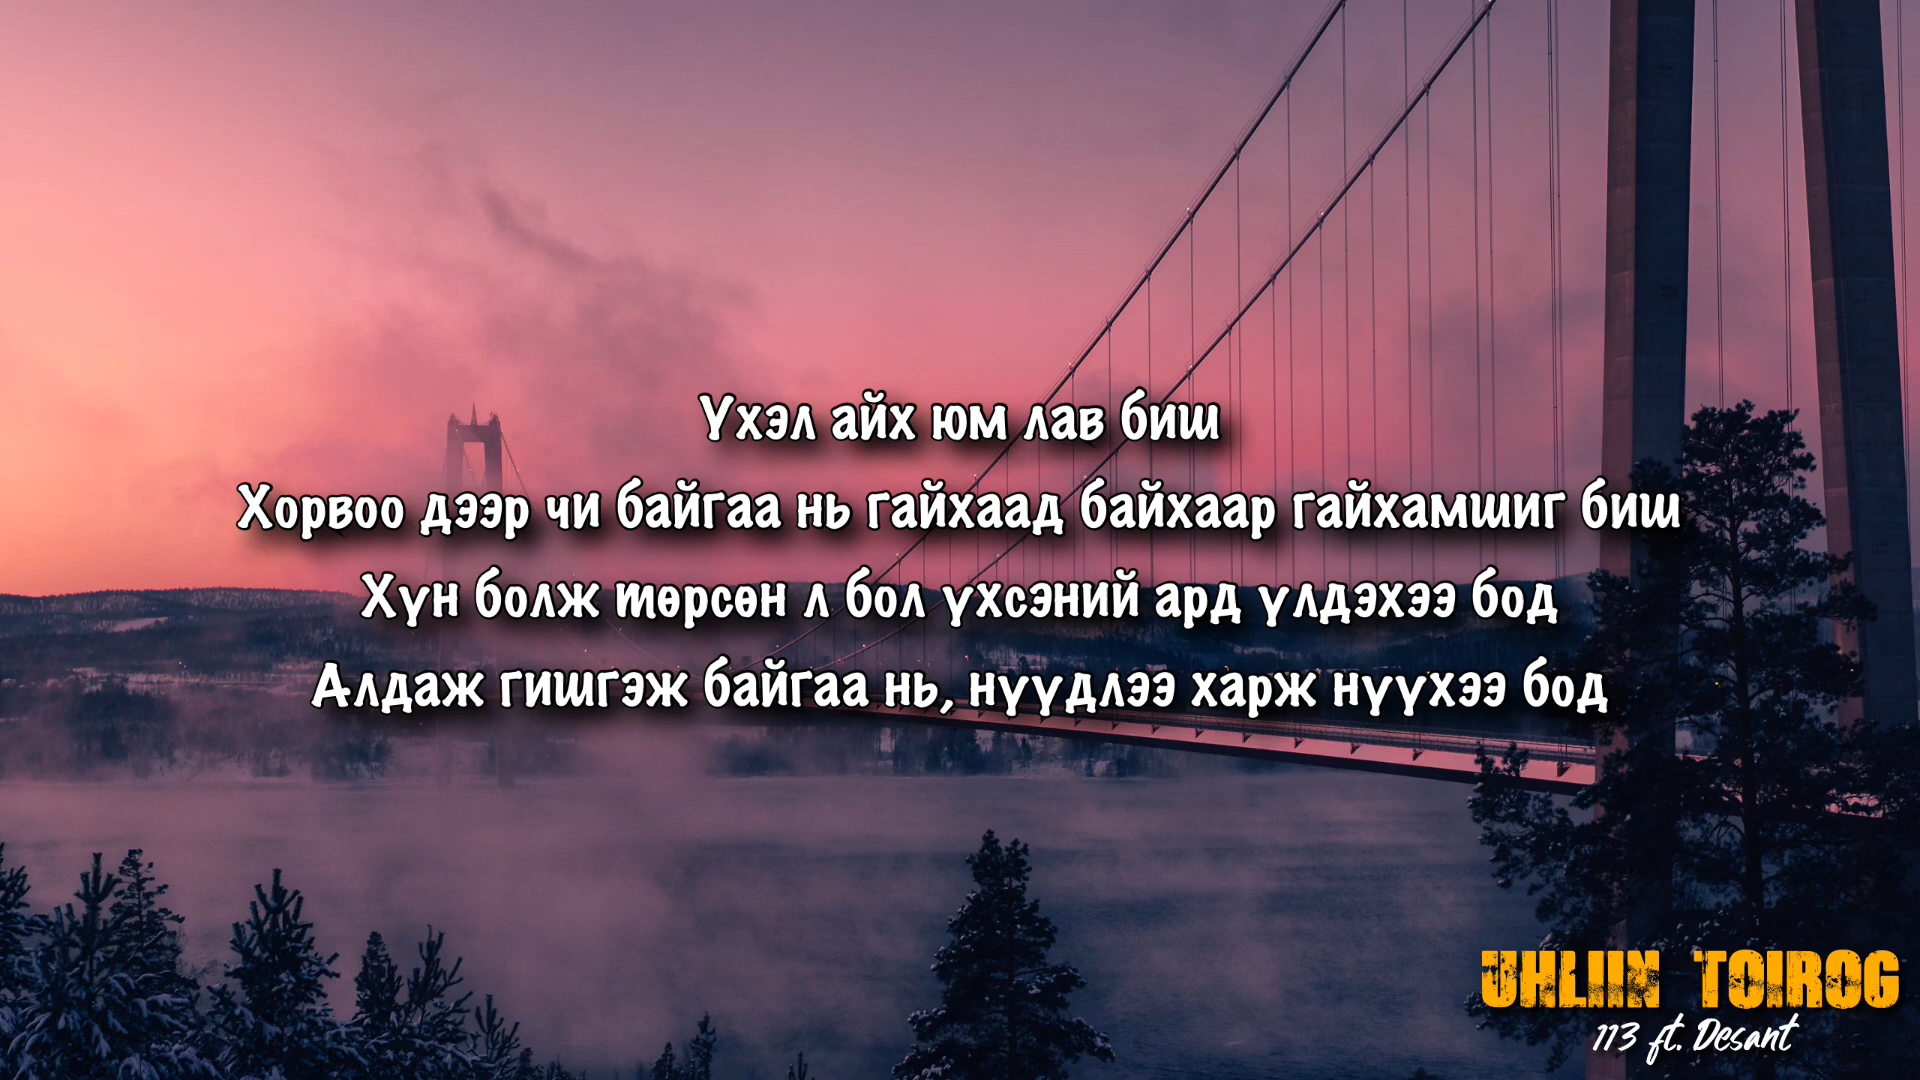 Үхэл айх юм лав биш
Хорвоо дээр чи байгаа нь гайхаад байхаар гайхамшиг биш
Хүн болж төрсөн л бол үхсэний ард үлдэхээ бод
Алдаж гишгэж байгаа нь, нүүдлээ харж нүүхээ бод
UHLIIN TOIROG
113 ft. Desant